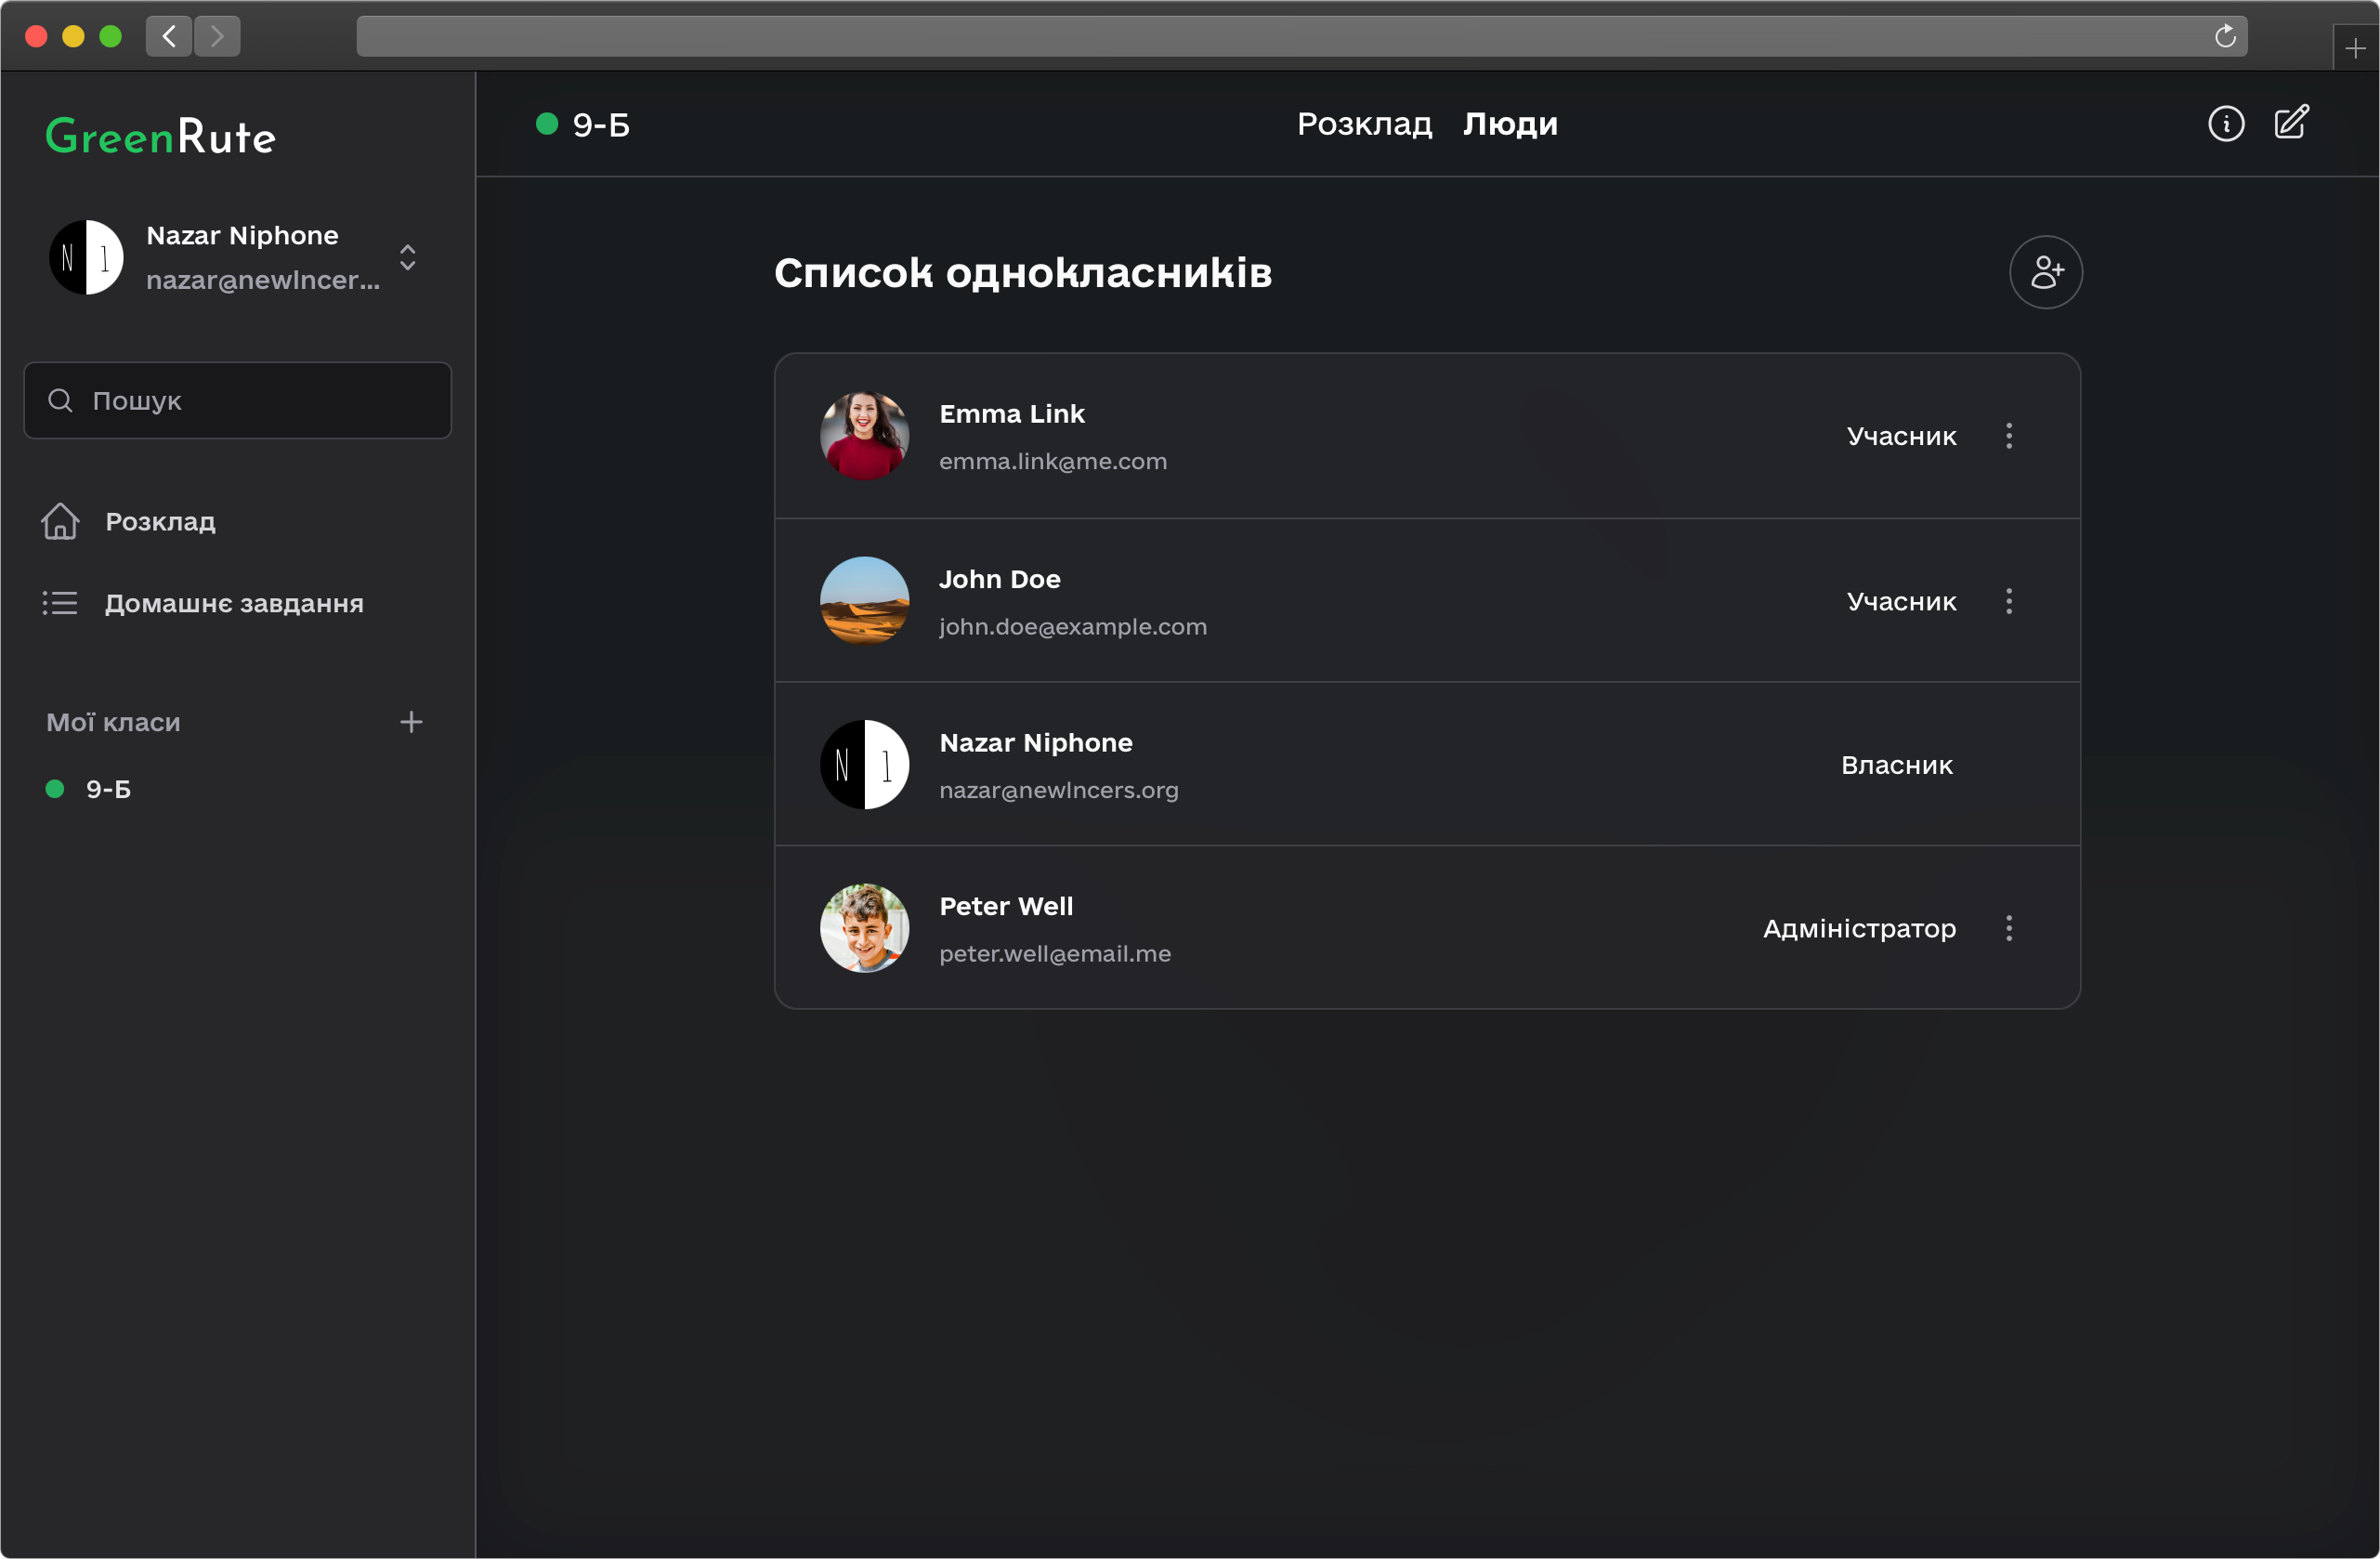 GreenRute
Nazar Niphone
nazar@newlncer...
Пошук
Розклад
Домашнє завдання
Мої класи
9-Б
9-Б
Розклад Люди
Список однокласників
Emma Link
emma.link@me.com
Учасник
John Doe
john.doe@example.com
Учасник
N 1
Nazar Niphone
nazar@newlncers.org
Власник
Peter Well
peter.well@email.me
Адміністратор